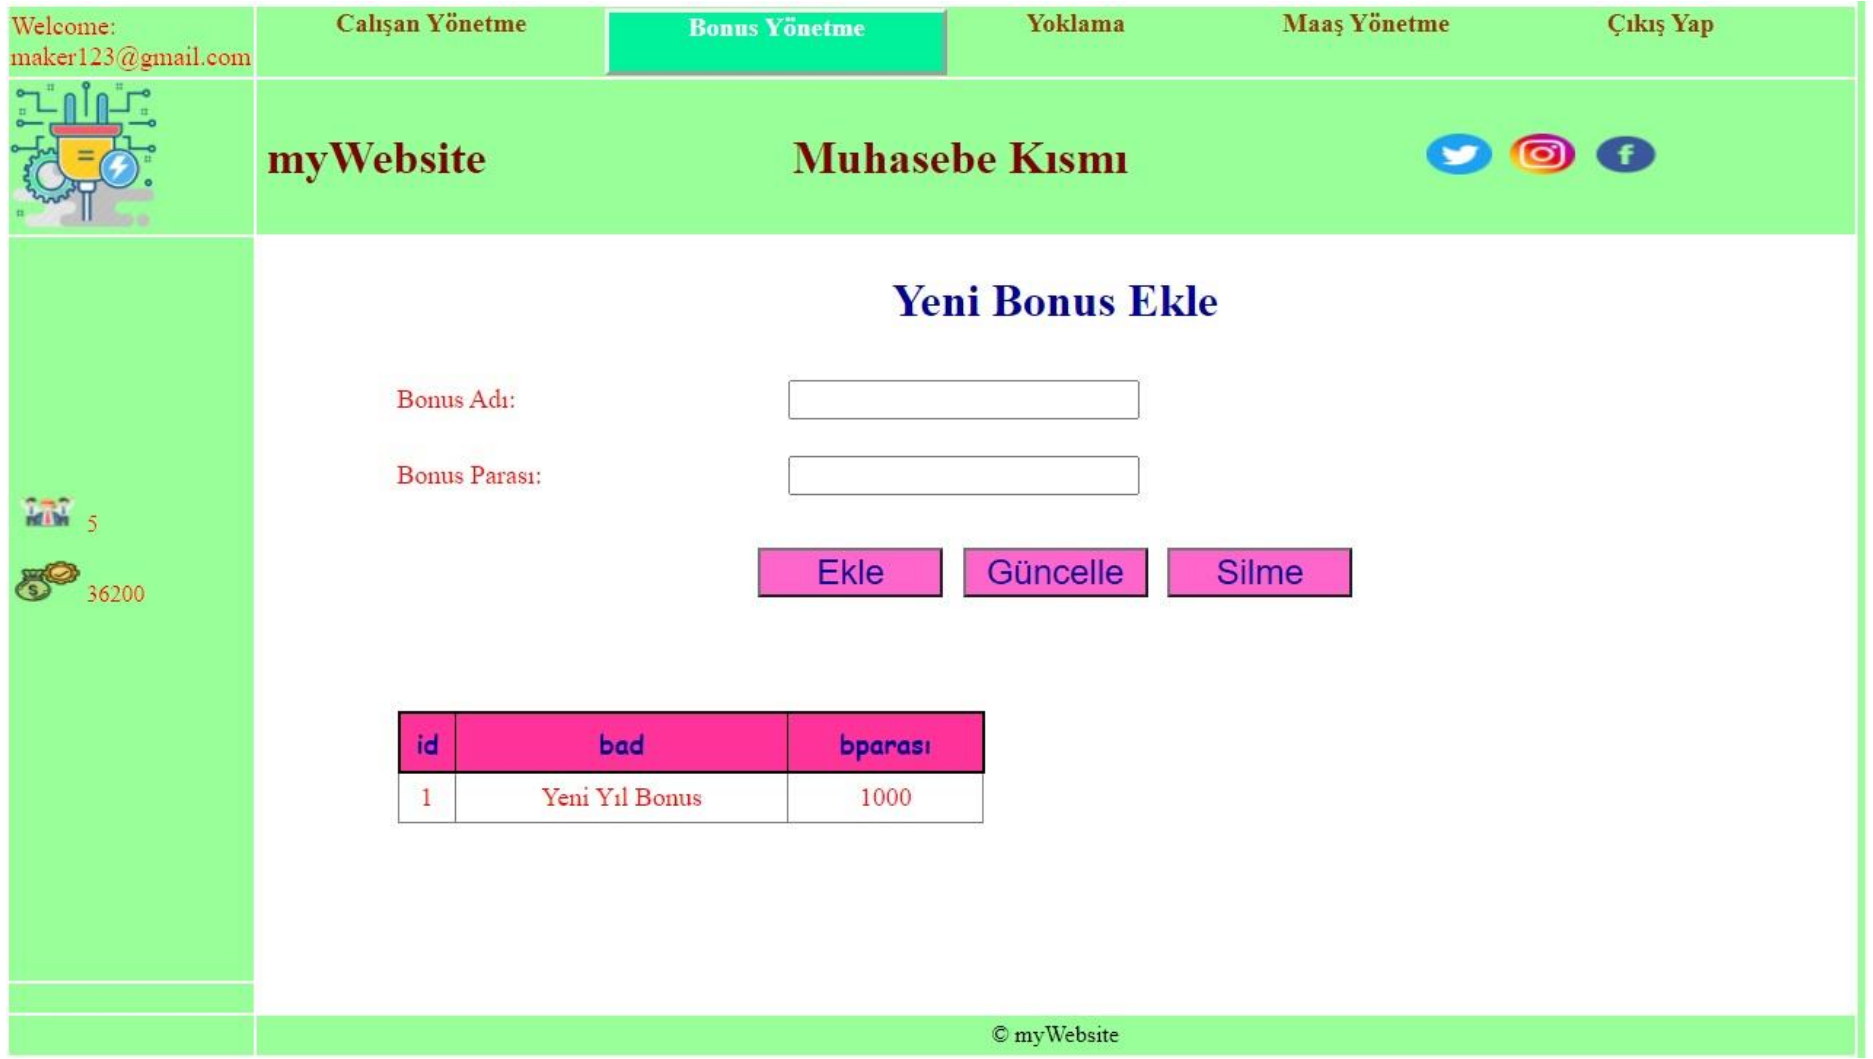 Welcome:
maker123@gmail.com
Calışan Yönetme
Bonus Yönetme
Yoklama
Maaş Yönetme
Çıkış Yap
myWebsite
Muhasebe Kısmı
Yeni Bonus Ekle
Bonus Adı:
Bonus Parası:
5
36200
Ekle
Güncelle
Silme
id bad bparası
1 Yeni Yıl Bonus 1000
© myWebsite